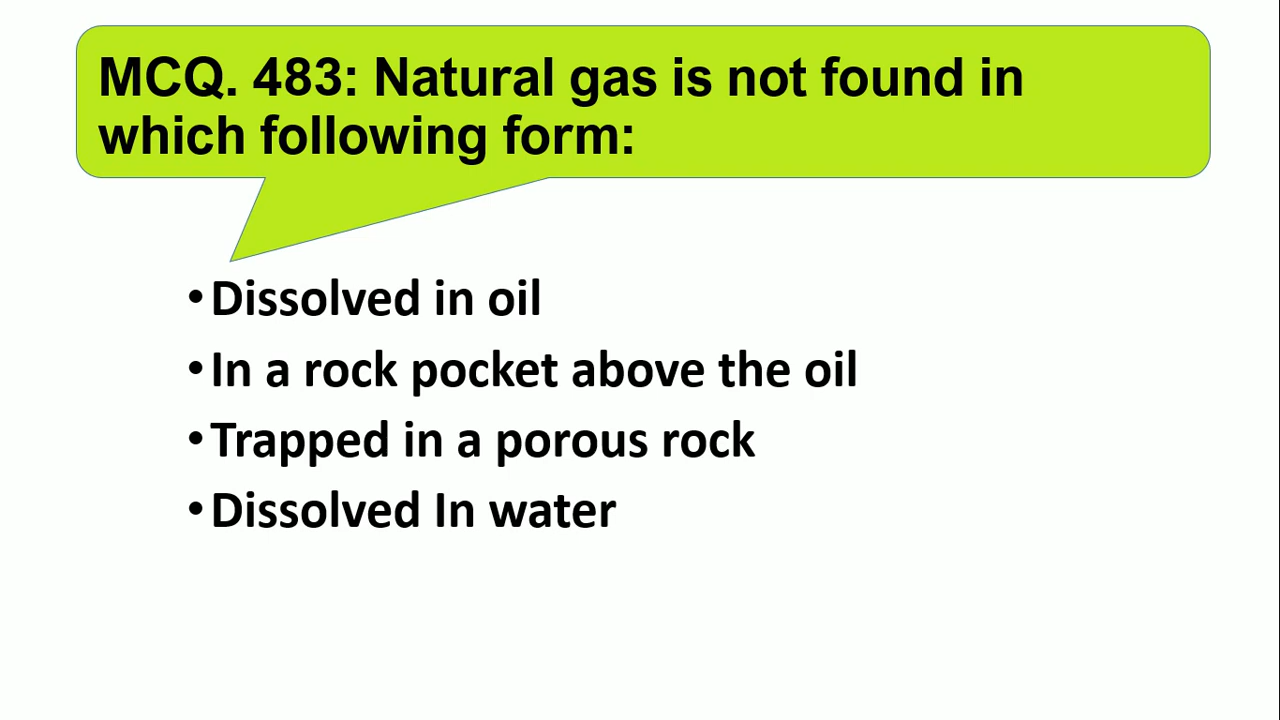 MCQ. 483: Natural gas is not found in
which following form:
•Dissolved in oil
•In a rock pocket above the oil
•Trapped in a porous rock
•Dissolved In water